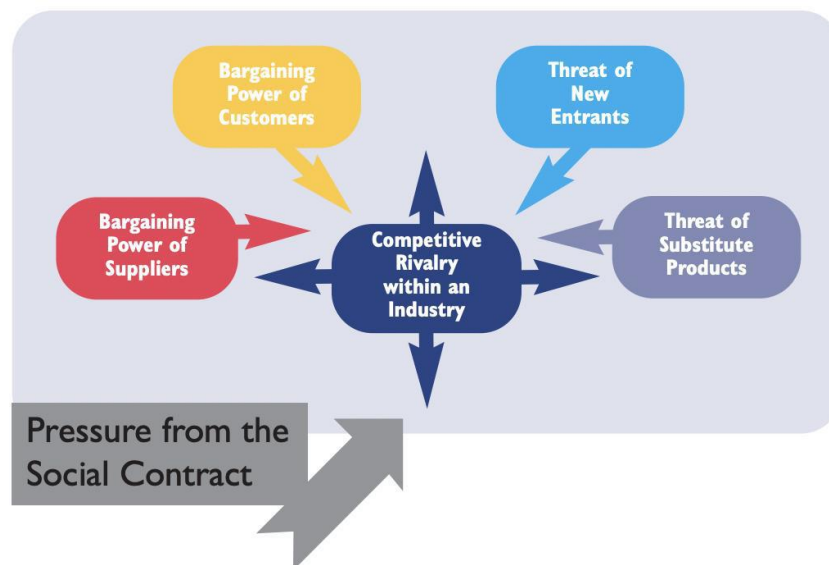 Bargaining
Power of
Customers
Threat of
New
Entrants
Bargaining
Power of
Suppliers
Competitive
Rivalry
within an
Industry
Threat of
Substitute
Products
Pressure from the
Social Contract